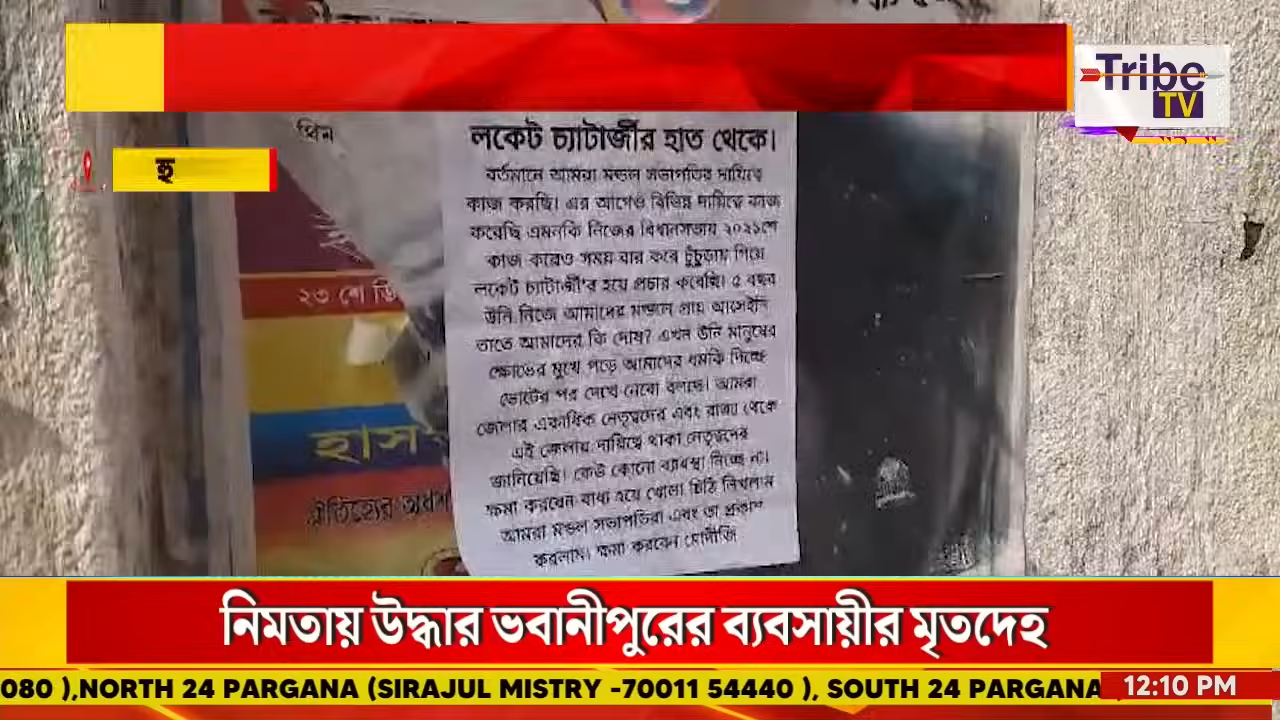 Tribe
TV
হু
থিম
লকেট চ্যাটার্জীর হাত থেকে।
বর্তমানে আমরা মন্ডল সভাপতির দায়িত্বে
কাজ করছি। এর আগেও বিভিন্ন দায়িত্বে কাজ
করেছি এমনকি নিজের বিধানসভায় ২০২১শে
কাজ করেও সময় বার করে চুঁচুড়ায় গিয়ে
লকেট চ্যাটার্জী'র হয়ে প্রচার করেছি। ৫ বছর
উনি নিজে আমাদের মন্ডলে প্রায় আসেইনি
তাতে আমাদের কি দোষ? এখন উনি মানুষের
ক্ষোভের মুখে পড়ে আমাদের ধমকি দিচ্ছে
ভোটের পর দেখে নেবো বলছে। আমরা
জেলার একাধিক নেতৃত্বদের এবং রাজ্য থেকে
এই জেলায় দায়িত্বে থাকা নেতৃত্বদের
জানিয়েছি। কেউ কোনো ব্যবস্থা নিচ্ছে না।
ক্ষমা করবেন বাধ্য হয়ে খোলা চিঠি লিখলাম
আমরা মন্ডল সভাপতিরা এবং তা প্রকাশ
করলাম। ক্ষমা করবেন মোদীজি
২৩ শে ডি
হাস
ঐতিহ্যের
নিমতায় উদ্ধার ভবানীপুরের ব্যবসায়ীর মৃতদেহ
080 ),NORTH 24 PARGANA (SIRAJUL MISTRY -70011 54440 ), SOUTH 24 PARGANA
12:10 PM